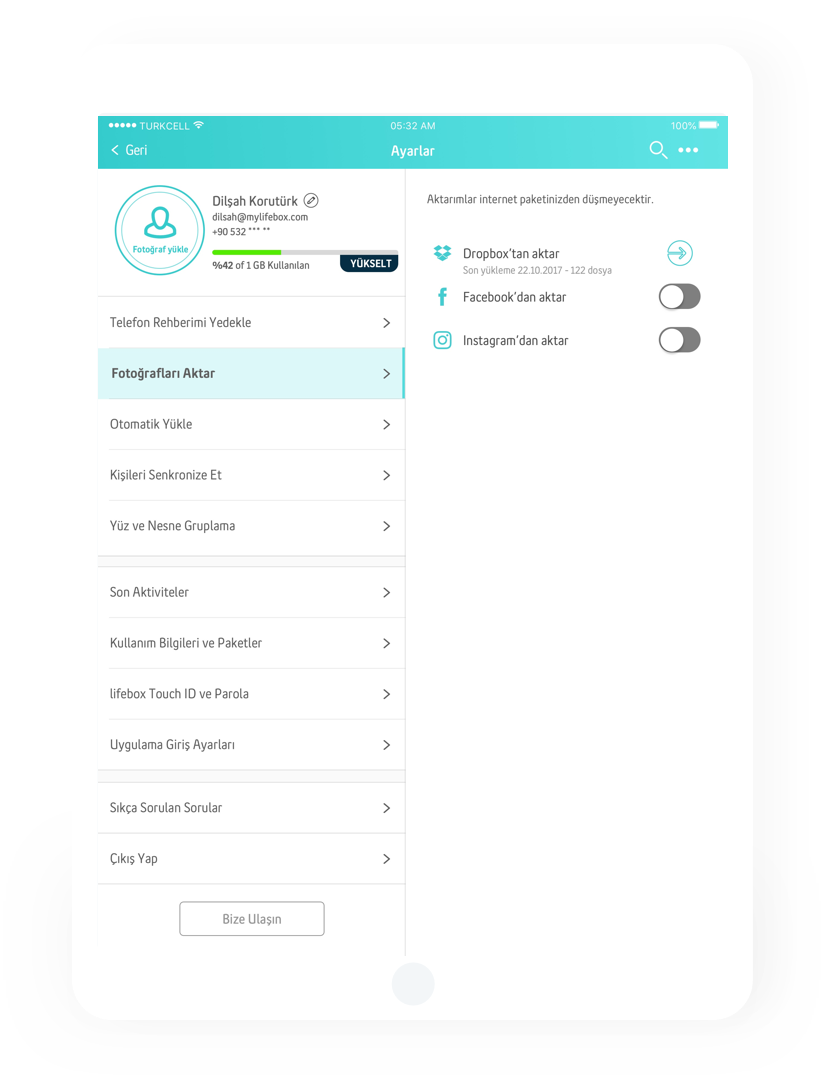 TURKCELL
05:32 AM
100%
Geri
Ayarlar
Fotoğraf yükle
Dilşah Korutürk
dilsah@mylifebox.com
+90 532 *** **
%42 of 1 GB Kullanılan
YÜKSELT
Telefon Rehberimi Yedekle
Fotoğrafları Aktar
Otomatik Yükle
Kişileri Senkronize Et
Yüz ve Nesne Gruplama
Son Aktiviteler
Kullanım Bilgileri ve Paketler
lifebox Touch ID ve Parola
Uygulama Giriş Ayarları
Sıkça Sorulan Sorular
Çıkış Yap
Bize Ulaşın
Aktarımlar internet paketinizden düşmeyecektir.
Dropbox’tan aktar
Son yükleme 22.10.2017 - 122 dosya
Facebook’dan aktar
Instagram’dan aktar